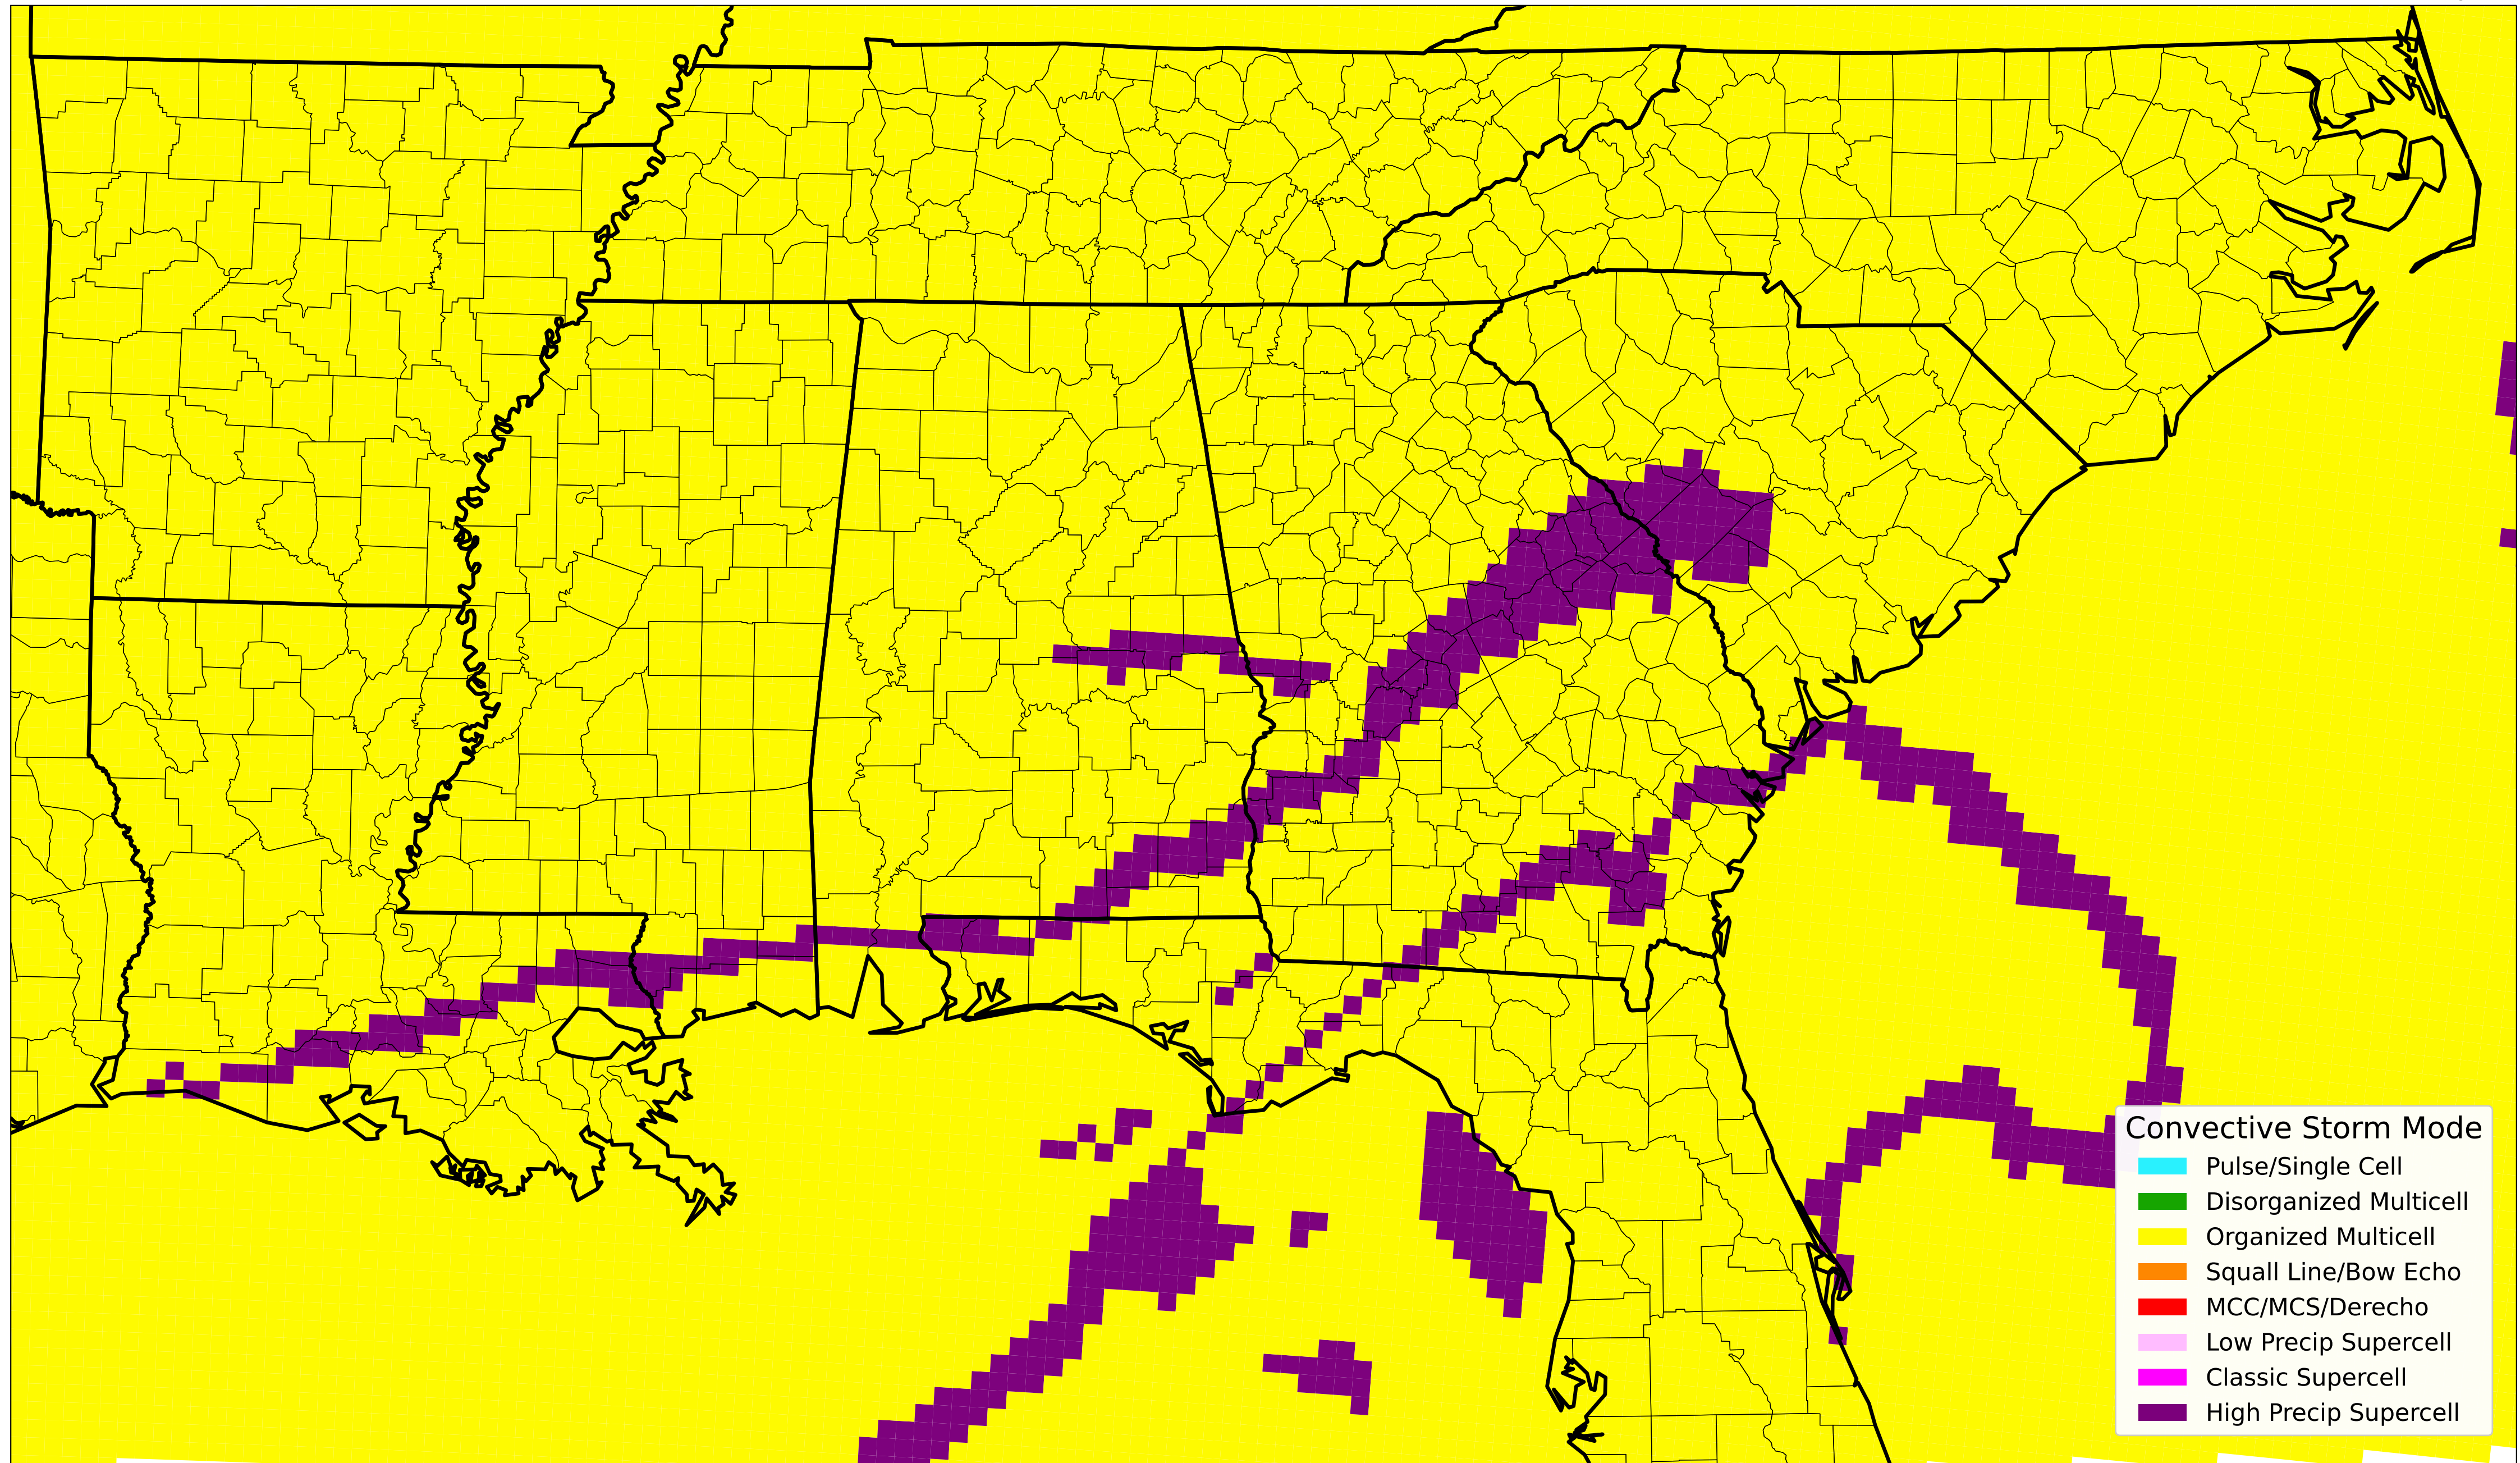 Convective Storm Mode
Pulse/Single Cell
Disorganized Multicell
Organized Multicell
Squall Line/Bow Echo
MCC/MCS/Derecho
Low Precip Supercell
Classic Supercell
High Precip Supercell